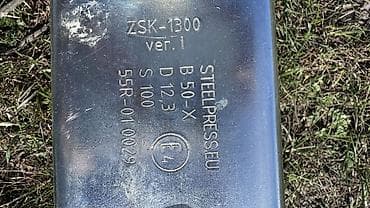 ZSK-1300
ver. 1
STEELPRESS.EU
B 50-X
D 12,3
S 100
55R-01 0029
E4